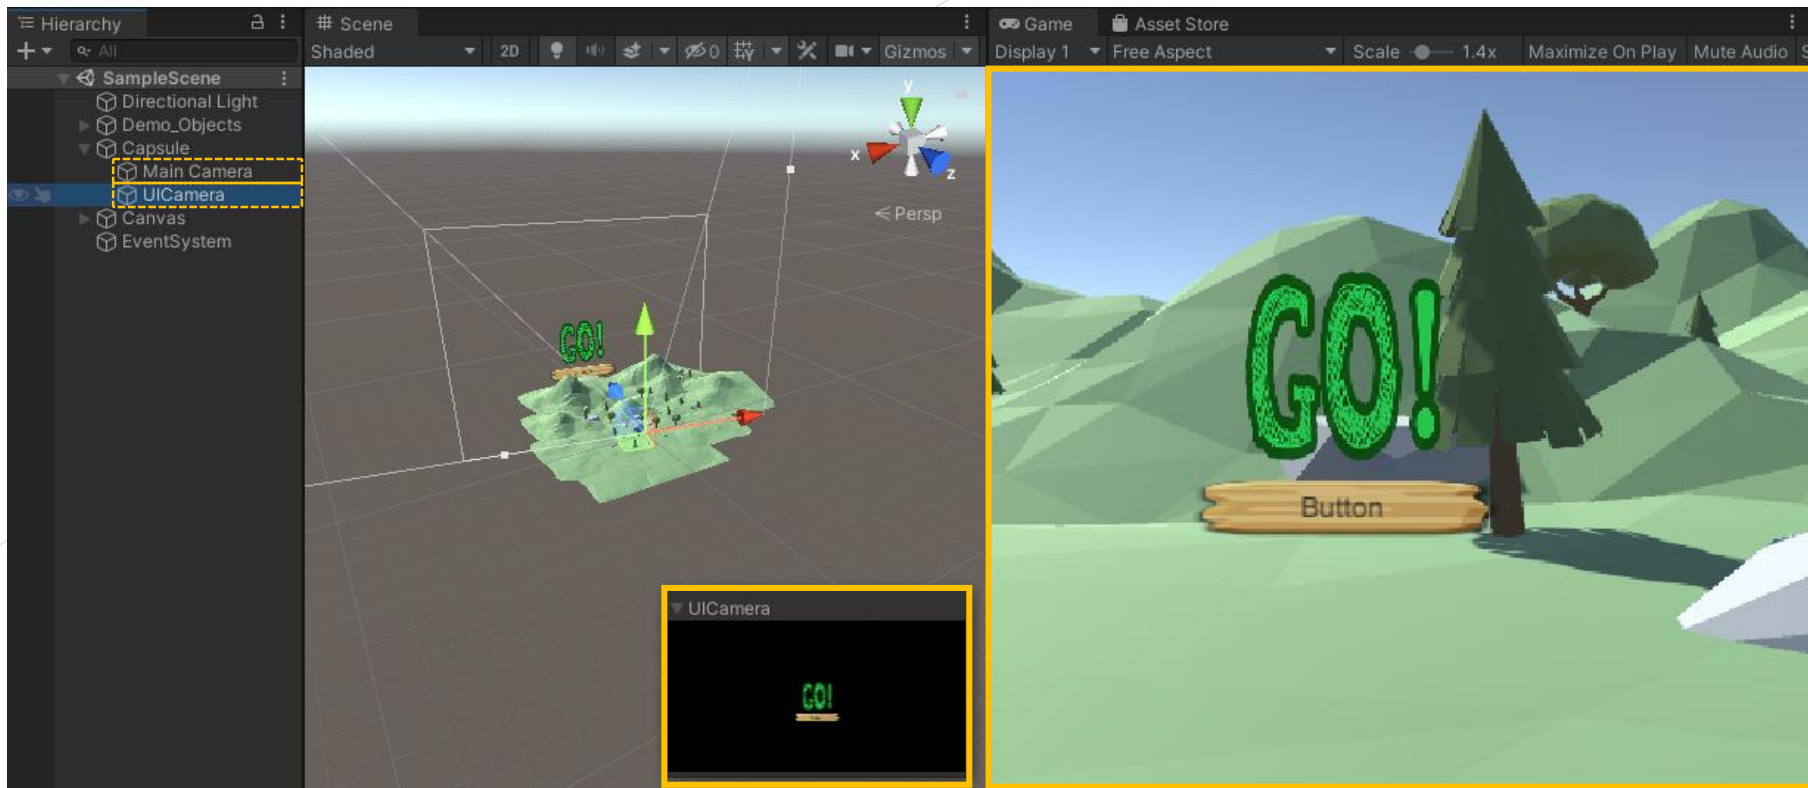 Hierarchy
All
SampleScene
Directional Light
Demo_Objects
Capsule
Main Camera
UICamera
Canvas
EventSystem
Scene
Shaded
2D
0
Gizmos
y
x
z
Persp
GO!
UICamera
GO!
Game
Asset Store
Display 1
Free Aspect
Scale
1.4x
Maximize On Play
Mute Audio
S
GO!
Button